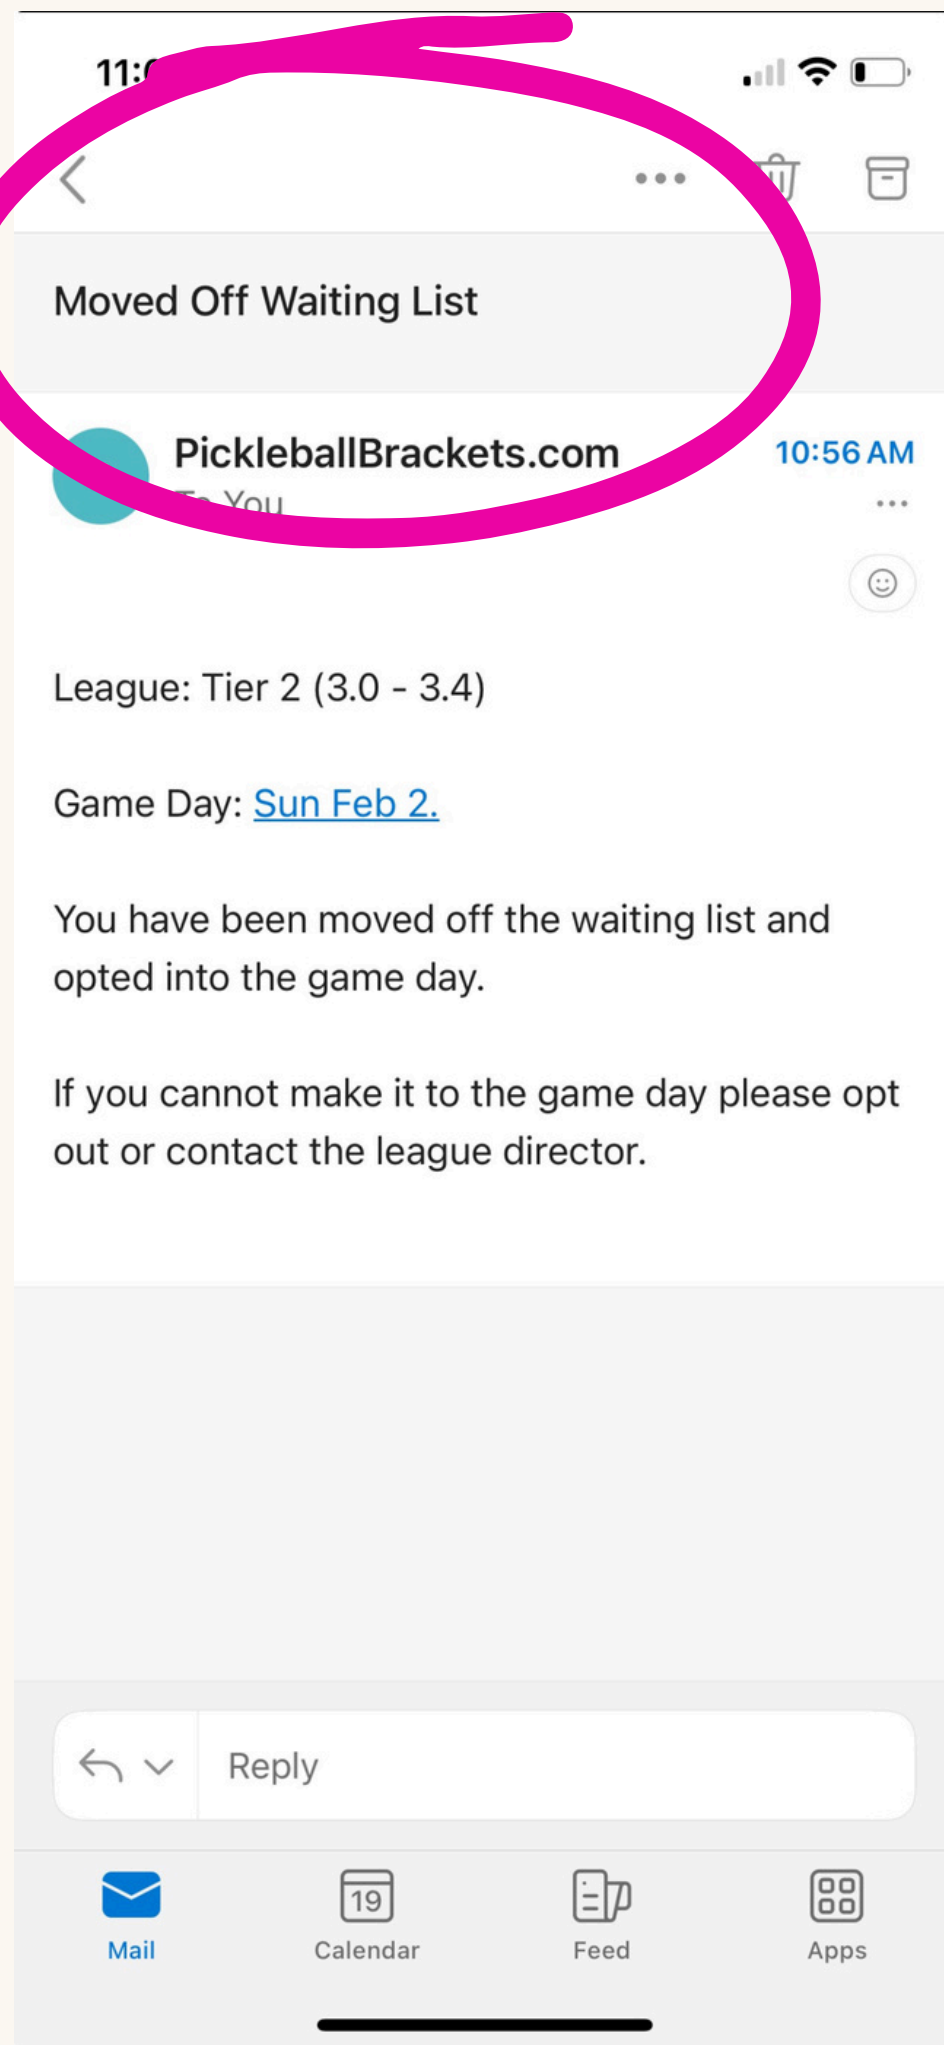 Moved Off Waiting List
PickleballBrackets.com
10:56 AM
To You
League: Tier 2 (3.0 - 3.4)
Game Day: Sun Feb 2.
You have been moved off the waiting list and
opted into the game day.
If you cannot make it to the game day please opt
out or contact the league director.
Reply
19
Mail
Calendar
Feed
Apps